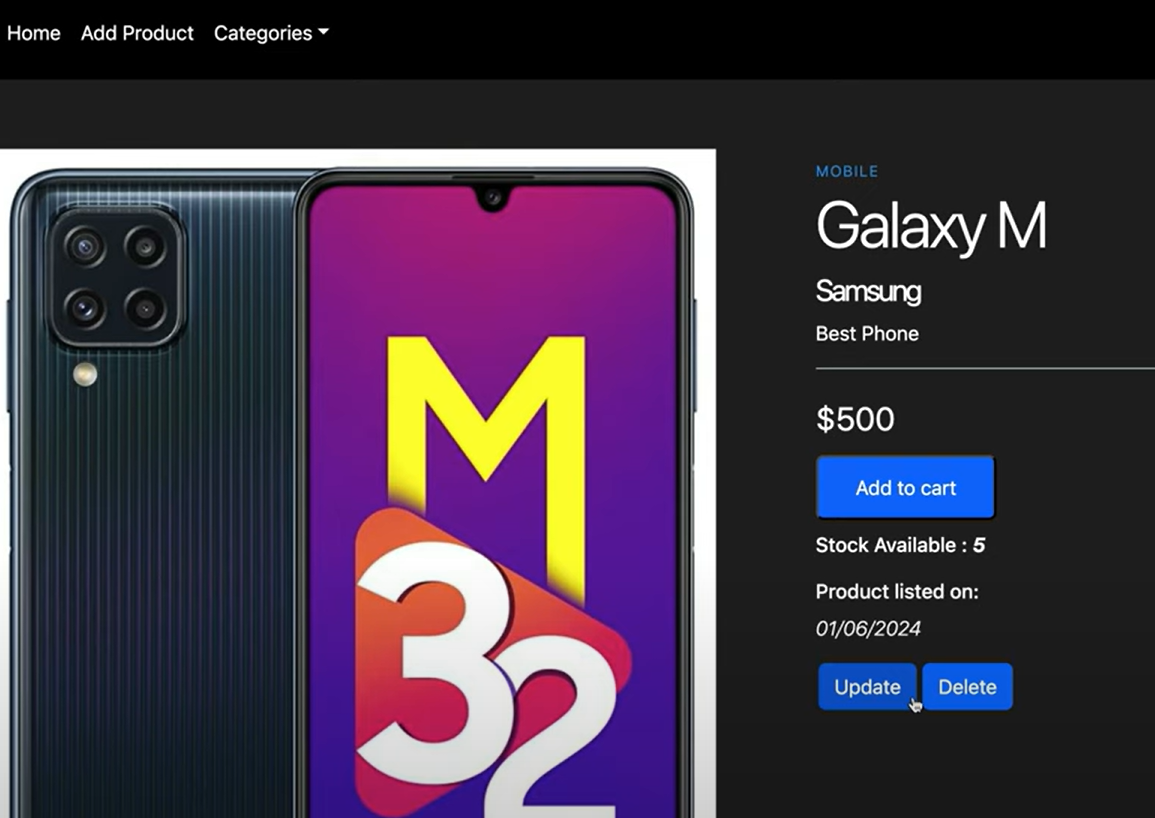 Home Add Product Categories
MOBILE
Galaxy M
Samsung
Best Phone
$500
Add to cart
Stock Available : 5
Product listed on:
01/06/2024
Update Delete
M
32